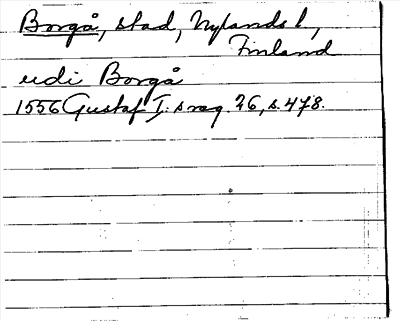 Borgå, stad, Nylands l,
Finland
udi Borgå
1556 Gustaf I:s reg. 26, s. 478.